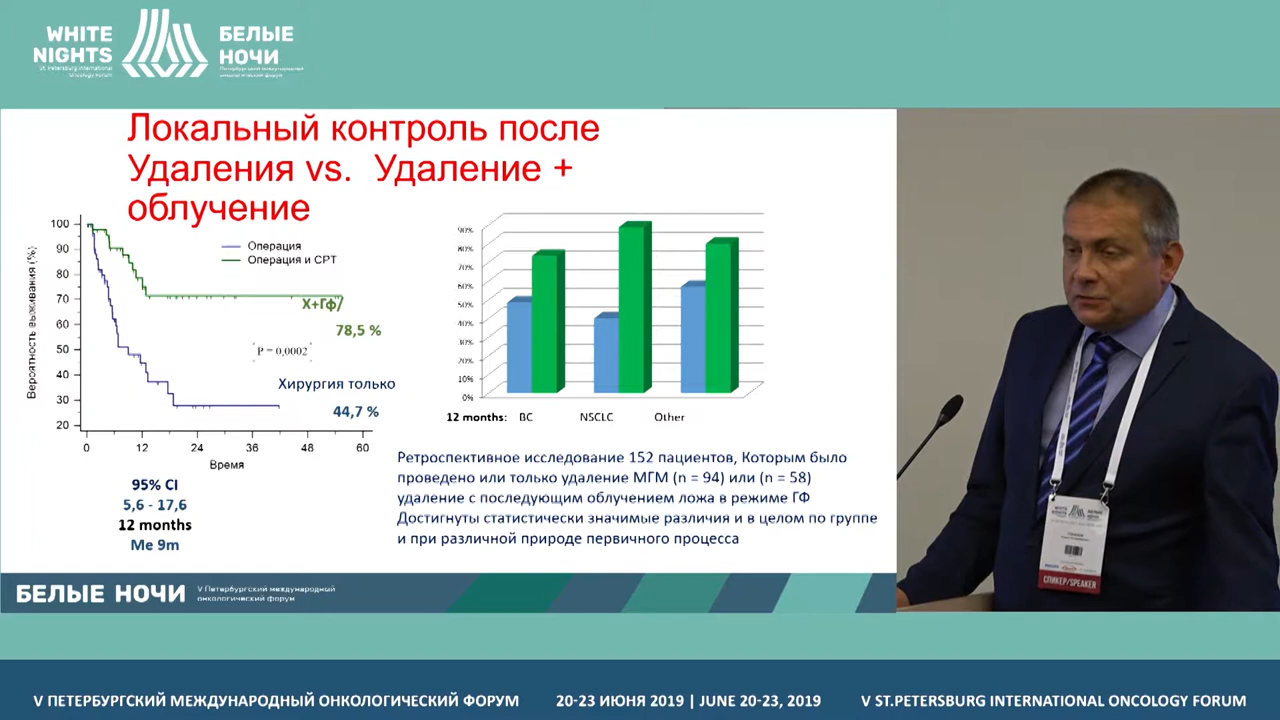 WHITE
NIGHTS
БЕЛЫЕ
НОЧИ
Локальный контроль после
Удаления vs. Удаление +
облучение
Вероятность выживания (%)
100
90
80
70
60
50
40
30
20
0
12
24
36
48
60
Время
Операция
Операция и СРТ
Х+Гф/
78,5 %
P = 0,0002
Хирургия только
44,7 %
95% CI
5,6 - 17,6
12 months
Me 9m
90%
80%
70%
60%
50%
40%
30%
20%
10%
0%
12 months: BC NSCLC Other
Ретроспективное исследование 152 пациентов, Которым было
проведено или только удаление МГМ (n = 94) или (n = 58)
удаление с последующим облучением ложа в режиме ГФ
Достигнуты статистически значимые различия и в целом по группе
и при различной природе первичного процесса
БЕЛЫЕ НОЧИ
V Петербургский международный
онкологический форум
WHITE
NIGHTS
БЕЛЫЕ
НОЧИ
СПИКЕР/SPEAKER
V ПЕТЕРБУРГСКИЙ МЕЖДУНАРОДНЫЙ ОНКОЛОГИЧЕСКИЙ ФОРУМ 20-23 ИЮНЯ 2019 | JUNE 20-23, 2019 V ST.PETERSBURG INTERNATIONAL ONCOLOGY FORUM